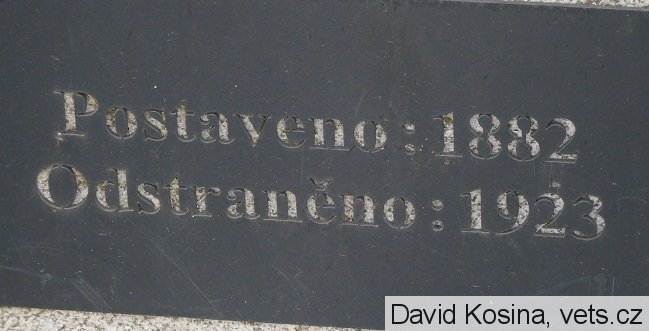 Postaveno: 1882
Odstraněno: 1923
David Kosina, vets.cz